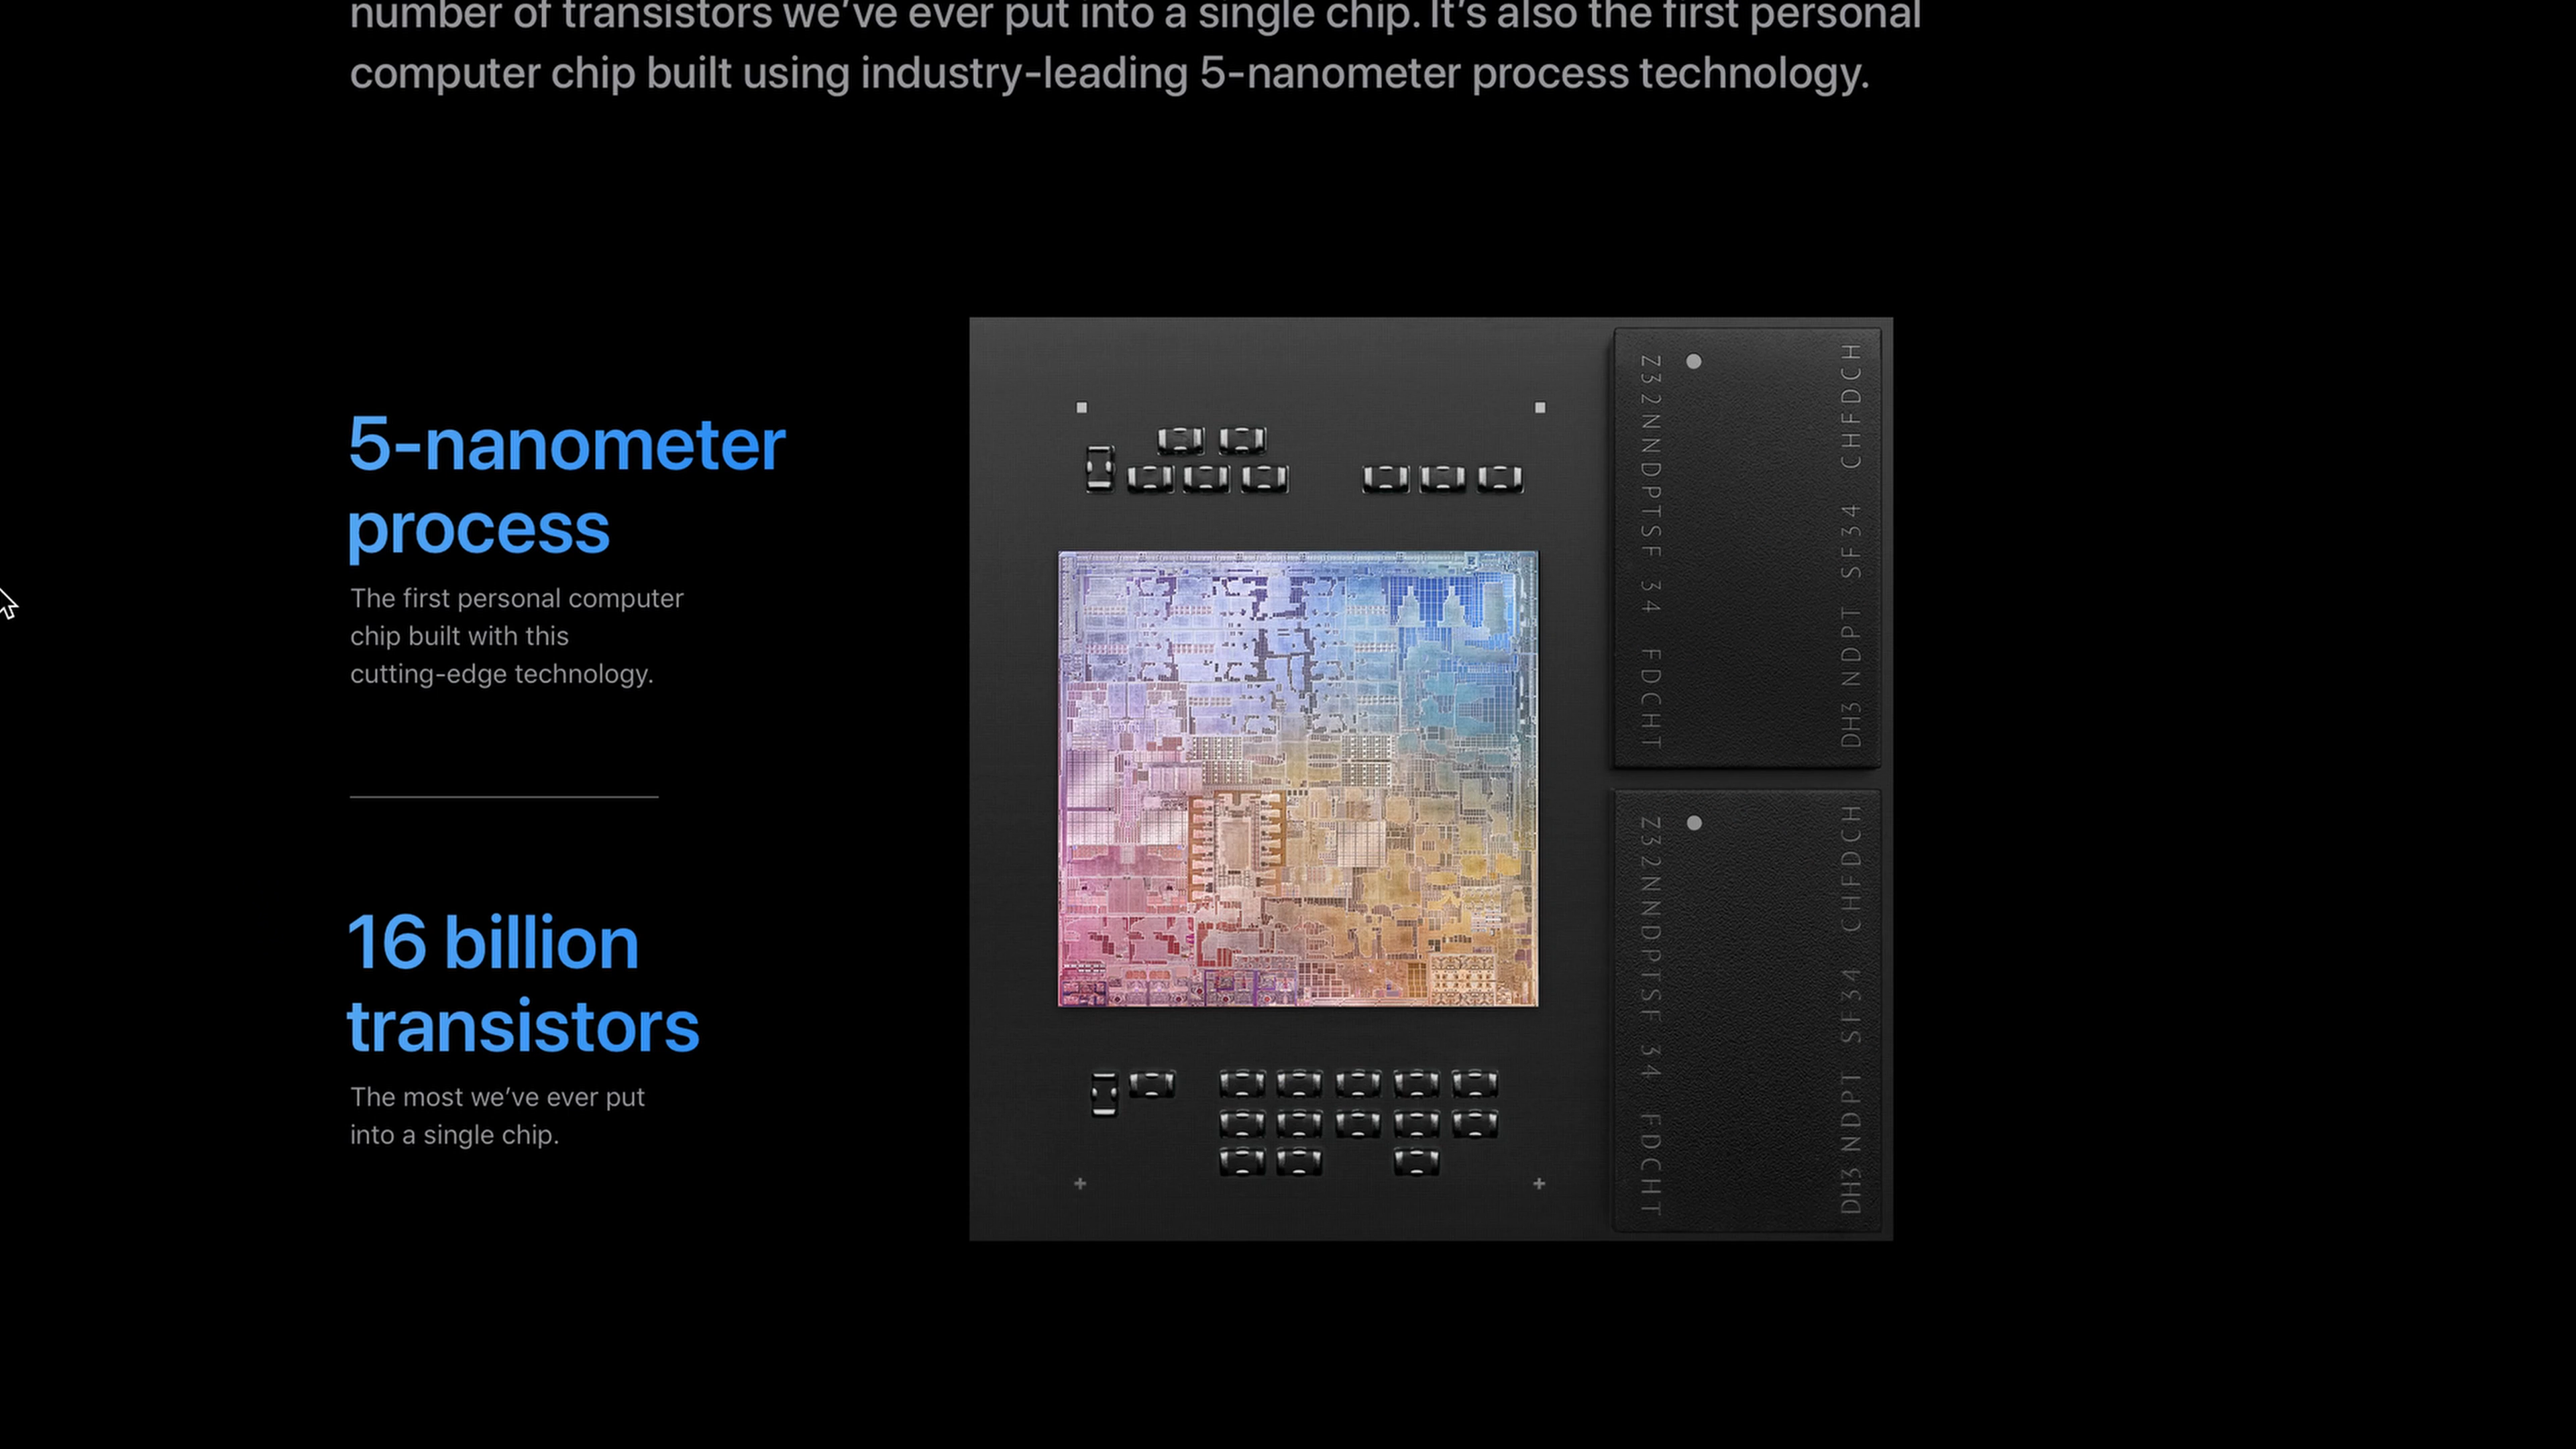 number of transistors we’ve ever put into a single chip. It’s also the first personal
computer chip built using industry-leading 5-nanometer process technology.
5-nanometer
process
The first personal computer
chip built with this
cutting-edge technology.
16 billion
transistors
The most we’ve ever put
into a single chip.
Z32NNDPTSF 34 FDCHT
DH3 NDPT SF34 CHFDCH
Z32NNDPTSF 34 FDCHT
DH3 NDPT SF34 CHFDCH